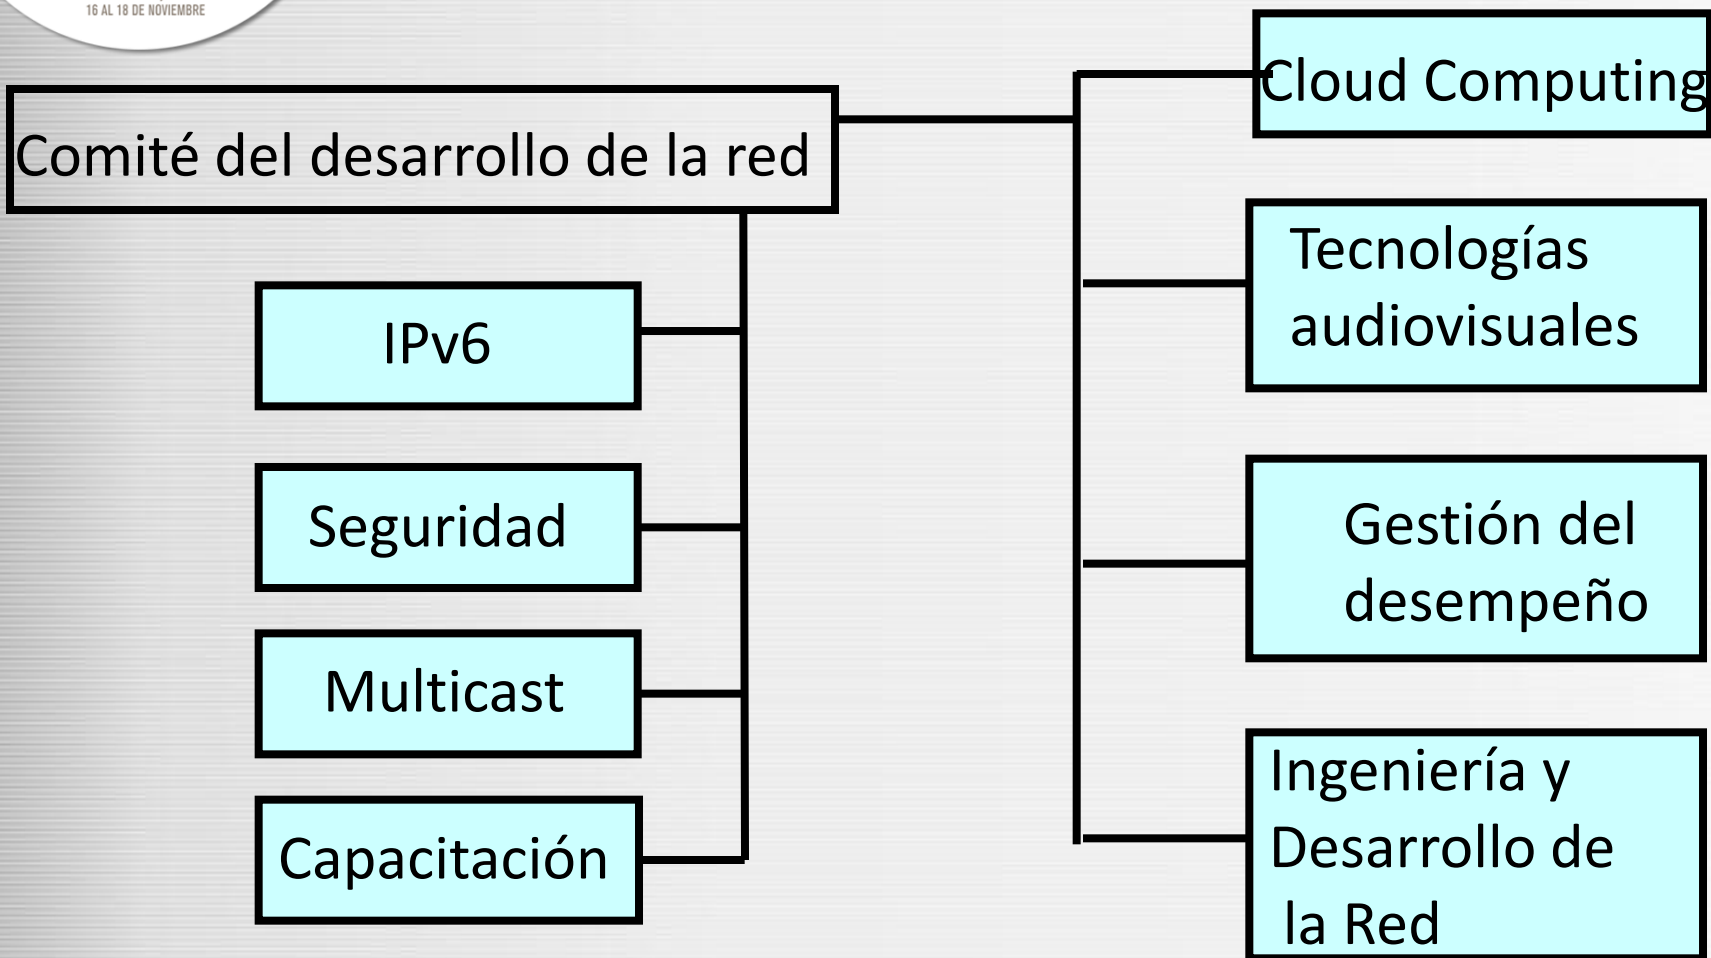 16 AL 18 DE NOVIEMBRE
Comité del desarrollo de la red
IPv6
Seguridad
Multicast
Capacitación
Cloud Computing
Tecnologías
audiovisuales
Gestión del
desempeño
Ingeniería y
Desarrollo de
la Red